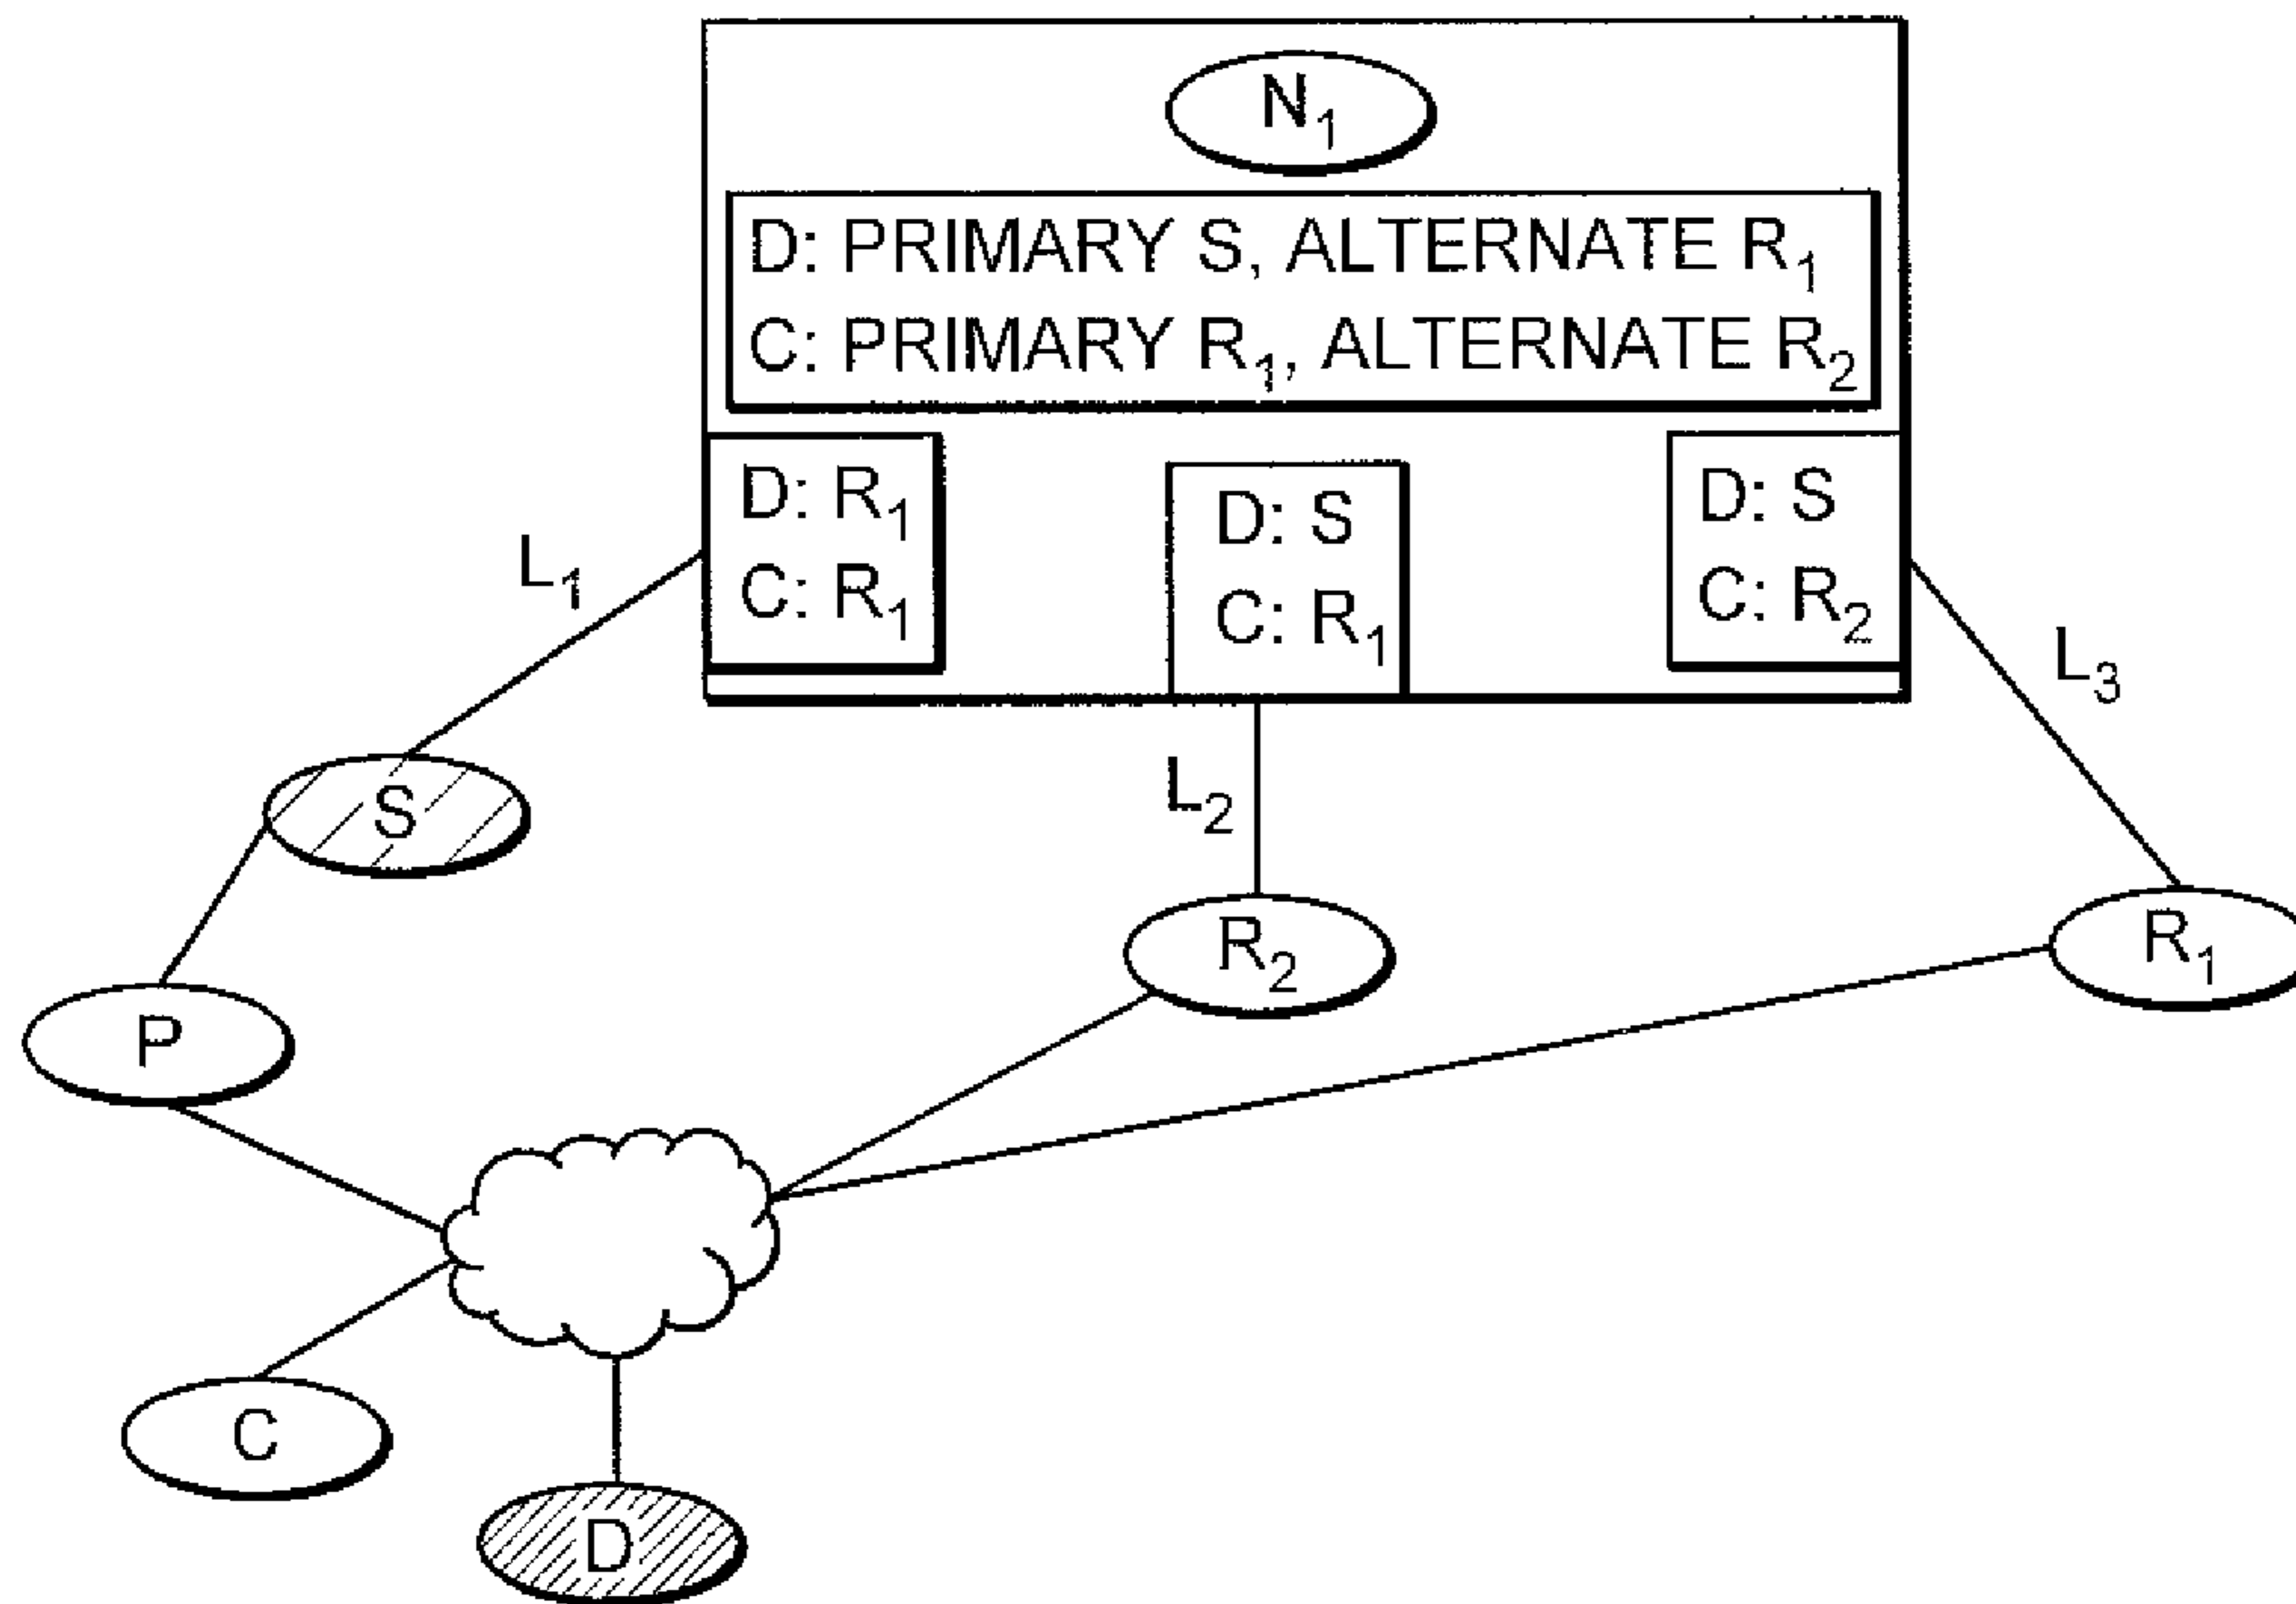 N₁
D: PRIMARY S, ALTERNATE R₁
C: PRIMARY R₁, ALTERNATE R₂
D: R₁
C: R₁
D: S
C: R₁
D: S
C: R₂
L₁
L₂
L₃
S
R₂
R₁
P
C
D